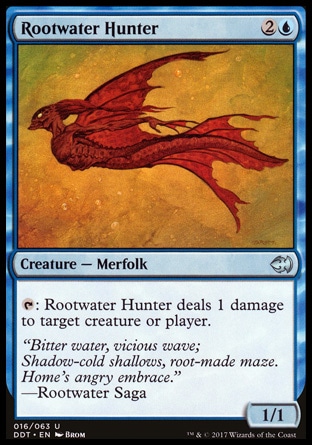 Rootwater Hunter 2
Creature — Merfolk
: Rootwater Hunter deals 1 damage
to target creature or player.
“Bitter water, vicious wave;
Shadow-cold shallows, root-made maze.
Home's angry embrace.”
—Rootwater Saga
1/1
016/063 U
DDT • EN BROM
™ & © 2017 Wizards of the Coast